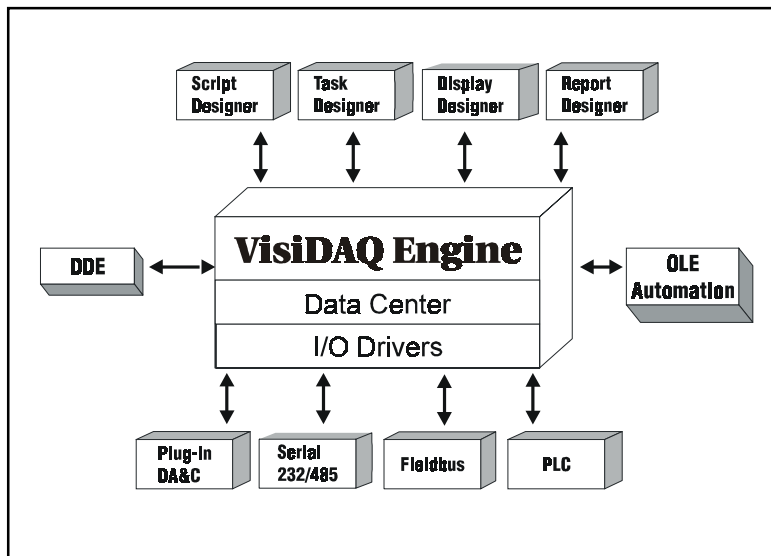 Script
Designer
Task
Designer
Display
Designer
Report
Designer
VisiDAQ Engine
DDE
OLE
Automation
Data Center
I/O Drivers
Plug-In
DA&C
Serial
232/485
Fieldbus
PLC